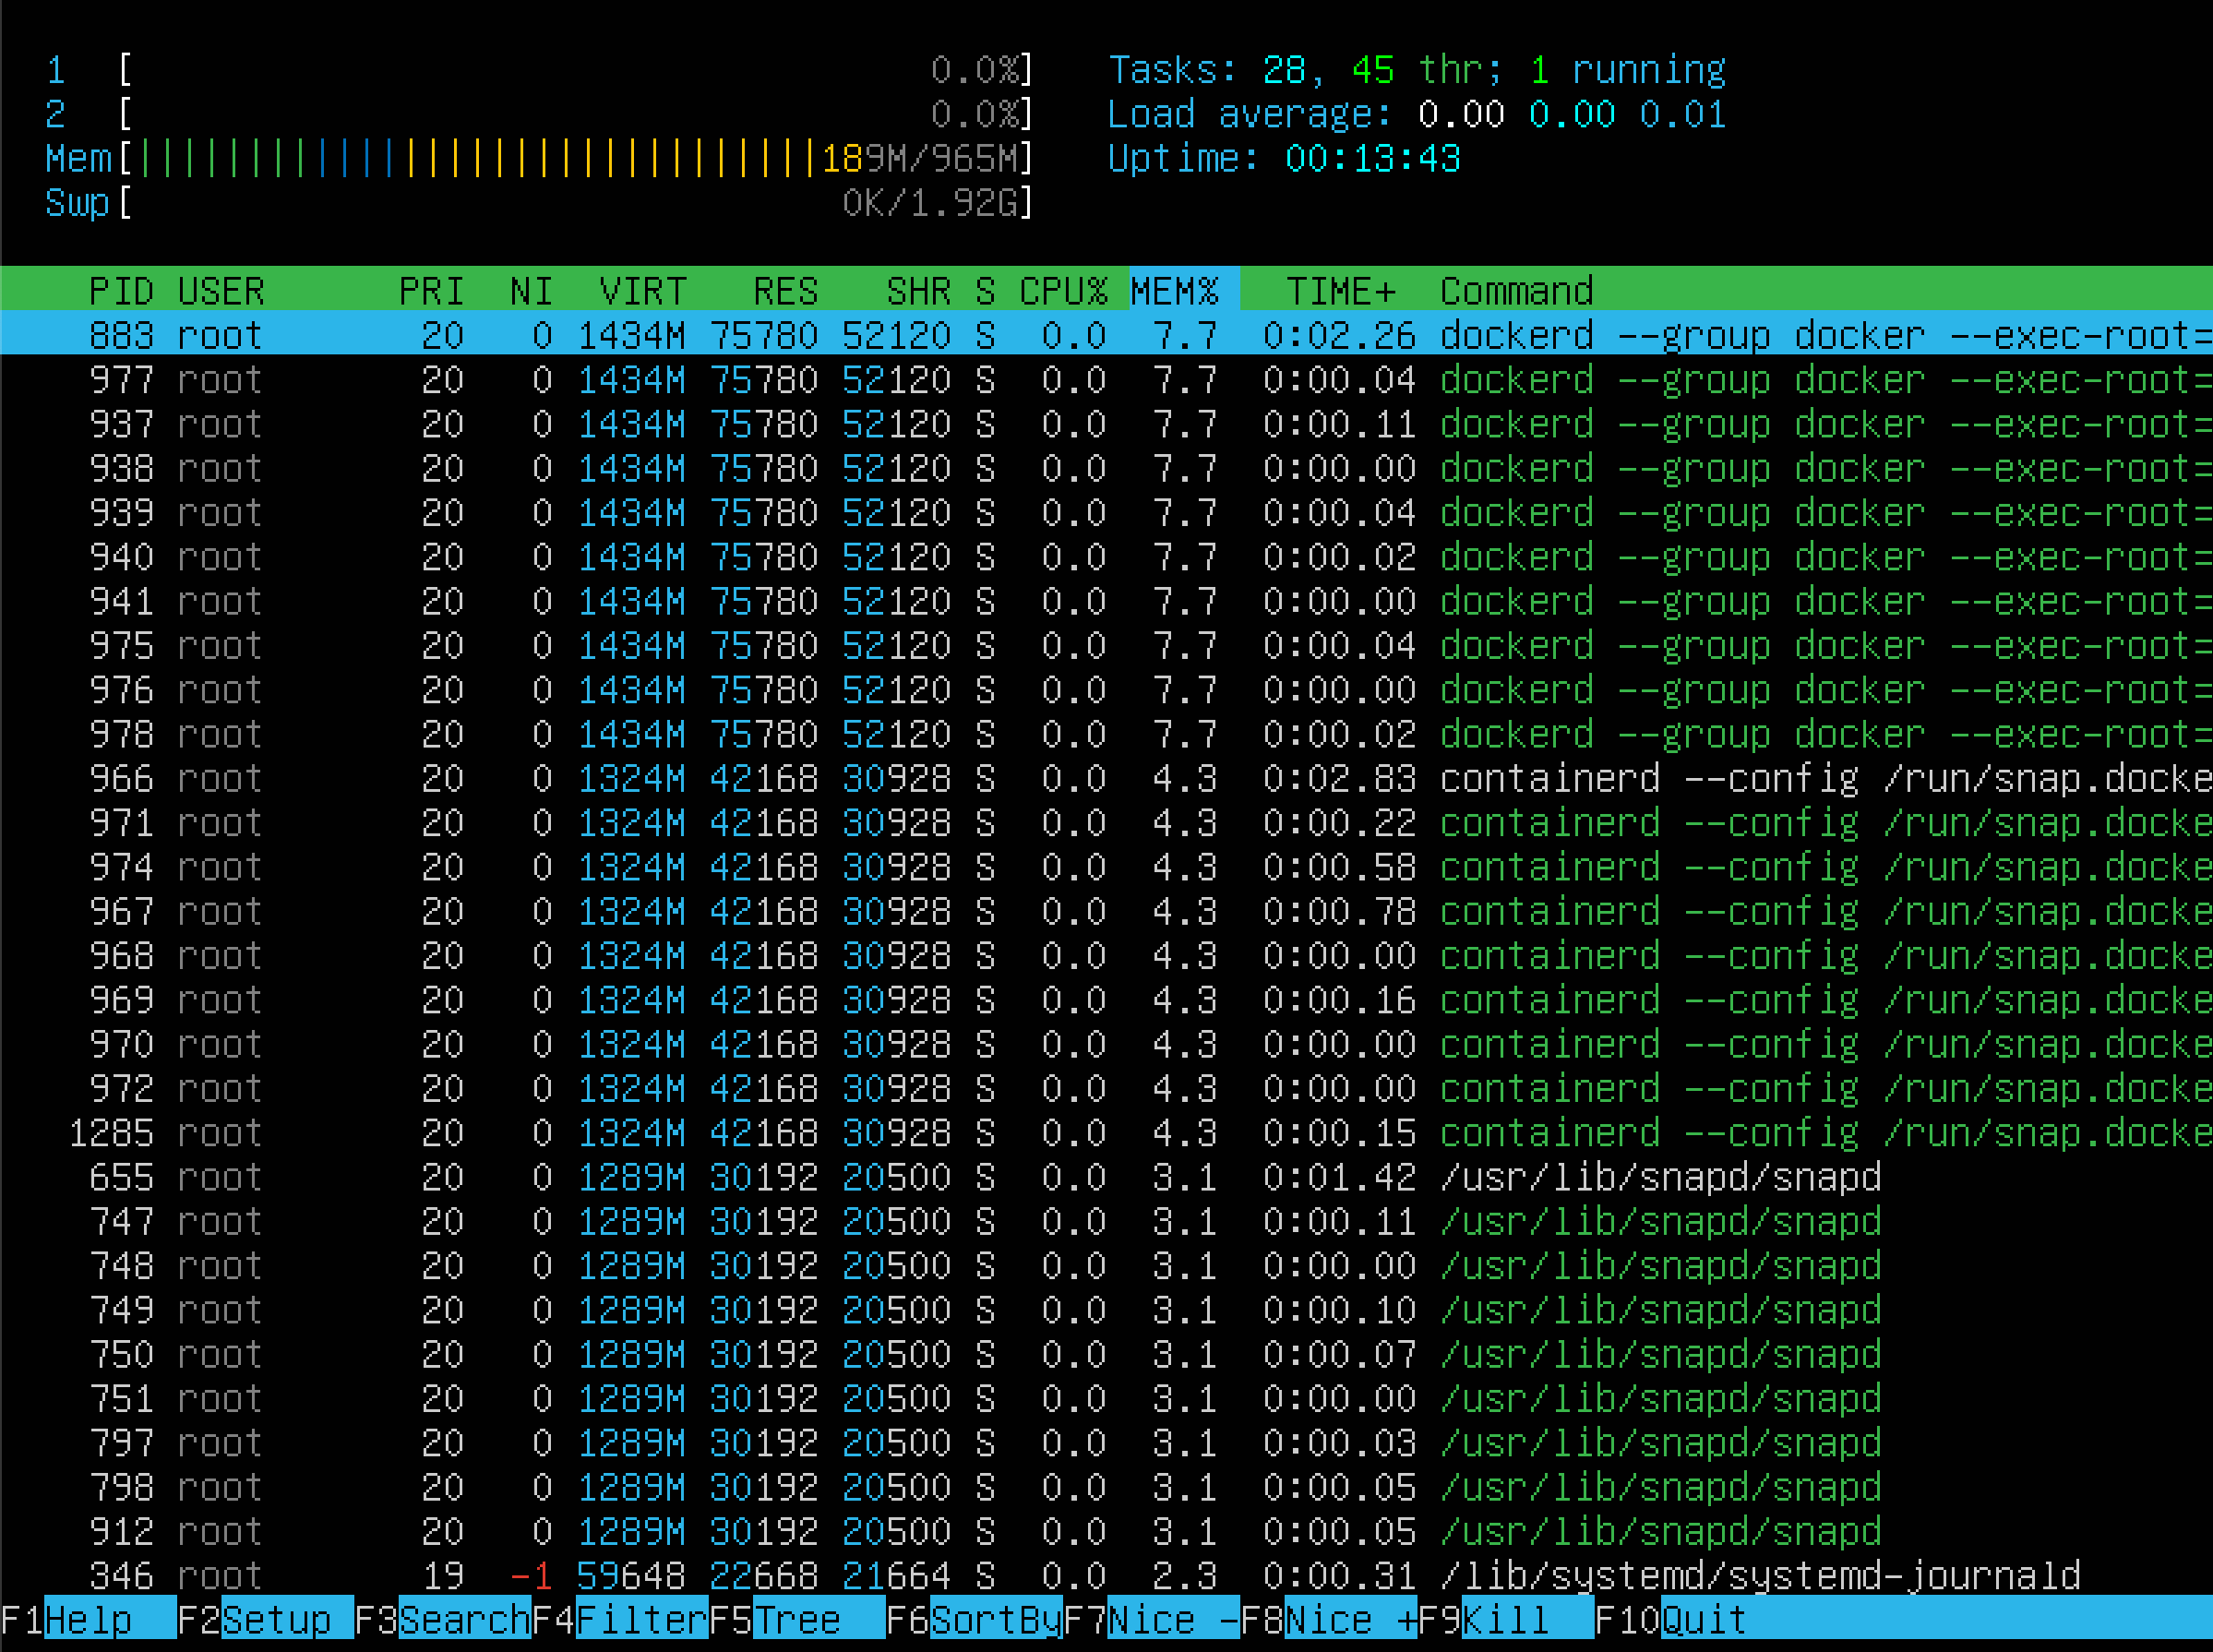 1 [ 0.0%] Tasks: 28, 45 thr; 1 running
2 [ 0.0%] Load average: 0.00 0.00 0.01
Mem[||||||||||||||||||||||||||||||||189M/965M] Uptime: 00:13:43
Swp[ 0K/1.92G]
PID USER PRI NI VIRT RES SHR S CPU% MEM% TIME+ Command
883 root 20 0 1434M 75780 52120 S 0.0 7.7 0:02.26 dockerd --group docker --exec-root=
977 root 20 0 1434M 75780 52120 S 0.0 7.7 0:00.04 dockerd --group docker --exec-root=
937 root 20 0 1434M 75780 52120 S 0.0 7.7 0:00.11 dockerd --group docker --exec-root=
938 root 20 0 1434M 75780 52120 S 0.0 7.7 0:00.00 dockerd --group docker --exec-root=
939 root 20 0 1434M 75780 52120 S 0.0 7.7 0:00.04 dockerd --group docker --exec-root=
940 root 20 0 1434M 75780 52120 S 0.0 7.7 0:00.02 dockerd --group docker --exec-root=
941 root 20 0 1434M 75780 52120 S 0.0 7.7 0:00.00 dockerd --group docker --exec-root=
975 root 20 0 1434M 75780 52120 S 0.0 7.7 0:00.04 dockerd --group docker --exec-root=
976 root 20 0 1434M 75780 52120 S 0.0 7.7 0:00.00 dockerd --group docker --exec-root=
978 root 20 0 1434M 75780 52120 S 0.0 7.7 0:00.02 dockerd --group docker --exec-root=
966 root 20 0 1324M 42168 30928 S 0.0 4.3 0:02.83 containerd --config /run/snap.docke
971 root 20 0 1324M 42168 30928 S 0.0 4.3 0:00.22 containerd --config /run/snap.docke
974 root 20 0 1324M 42168 30928 S 0.0 4.3 0:00.58 containerd --config /run/snap.docke
967 root 20 0 1324M 42168 30928 S 0.0 4.3 0:00.78 containerd --config /run/snap.docke
968 root 20 0 1324M 42168 30928 S 0.0 4.3 0:00.00 containerd --config /run/snap.docke
969 root 20 0 1324M 42168 30928 S 0.0 4.3 0:00.16 containerd --config /run/snap.docke
970 root 20 0 1324M 42168 30928 S 0.0 4.3 0:00.00 containerd --config /run/snap.docke
972 root 20 0 1324M 42168 30928 S 0.0 4.3 0:00.00 containerd --config /run/snap.docke
1285 root 20 0 1324M 42168 30928 S 0.0 4.3 0:00.15 containerd --config /run/snap.docke
655 root 20 0 1289M 30192 20500 S 0.0 3.1 0:01.42 /usr/lib/snapd/snapd
747 root 20 0 1289M 30192 20500 S 0.0 3.1 0:00.11 /usr/lib/snapd/snapd
748 root 20 0 1289M 30192 20500 S 0.0 3.1 0:00.00 /usr/lib/snapd/snapd
749 root 20 0 1289M 30192 20500 S 0.0 3.1 0:00.10 /usr/lib/snapd/snapd
750 root 20 0 1289M 30192 20500 S 0.0 3.1 0:00.07 /usr/lib/snapd/snapd
751 root 20 0 1289M 30192 20500 S 0.0 3.1 0:00.00 /usr/lib/snapd/snapd
797 root 20 0 1289M 30192 20500 S 0.0 3.1 0:00.03 /usr/lib/snapd/snapd
798 root 20 0 1289M 30192 20500 S 0.0 3.1 0:00.05 /usr/lib/snapd/snapd
912 root 20 0 1289M 30192 20500 S 0.0 3.1 0:00.05 /usr/lib/snapd/snapd
346 root 19 -1 59648 22668 21664 S 0.0 2.3 0:00.31 /lib/systemd/systemd-journald
F1Help F2Setup F3SearchF4FilterF5Tree F6SortByF7Nice -F8Nice +F9Kill F10Quit